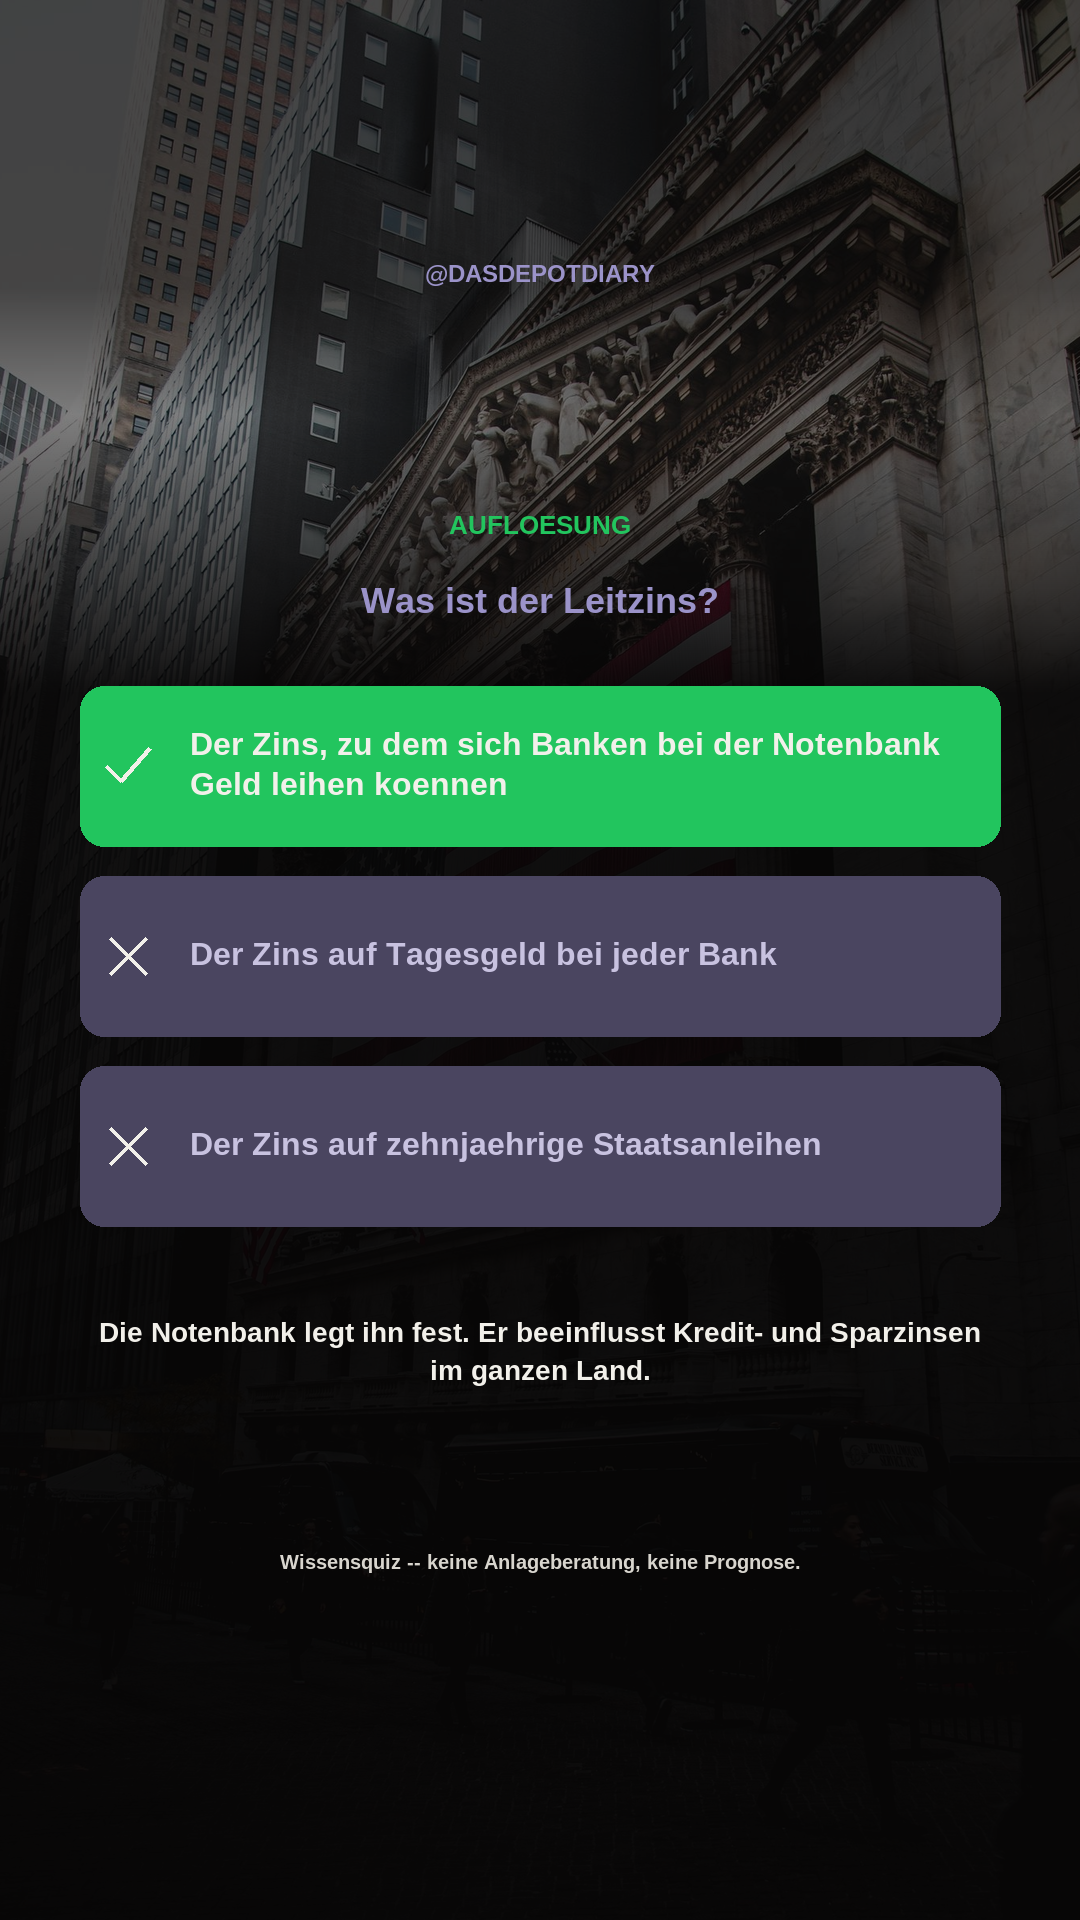 @DASDEPOTDIARY
AUFLOESUNG
Was ist der Leitzins?
Der Zins, zu dem sich Banken bei der Notenbank
Geld leihen koennen
Der Zins auf Tagesgeld bei jeder Bank
Der Zins auf zehnjaehrige Staatsanleihen
Die Notenbank legt ihn fest. Er beeinflusst Kredit- und Sparzinsen
im ganzen Land.
Wissensquiz -- keine Anlageberatung, keine Prognose.